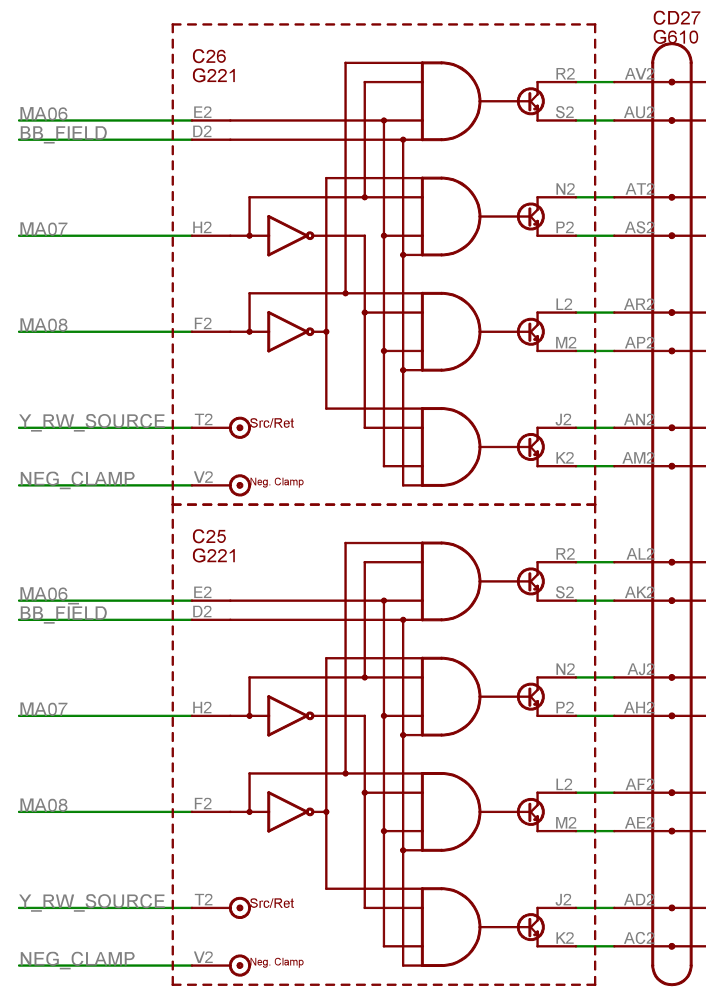 CD27
G610
C26
G221
R2 AV2
MA06 E2 S2 AU2
BB_FIELD D2
N2 AT2
MA07 H2 P2 AS2
L2 AR2
MA08 F2 M2 AP2
Y_RW_SOURCE T2 Src/Ret J2 AN2
K2 AM2
NEG_CLAMP V2 Neg. Clamp
C25
G221
R2 AL2
MA06 E2 S2 AK2
BB_FIELD D2
N2 AJ2
MA07 H2 P2 AH2
L2 AF2
MA08 F2 M2 AE2
Y_RW_SOURCE T2 Src/Ret J2 AD2
K2 AC2
NEG_CLAMP V2 Neg. Clamp